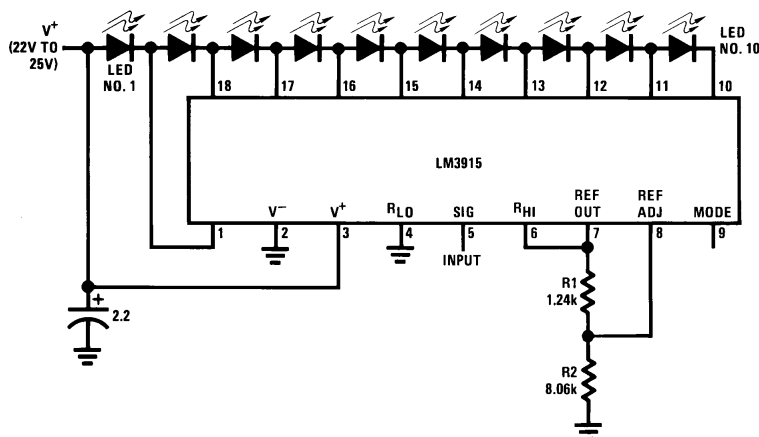 V+
(22V TO
25V)
LED
NO. 1
LED
NO. 10
18
17
16
15
14
13
12
11
10
LM3915
V−
V+
RLO
SIG
RHI
REF
OUT
REF
ADJ
MODE
1
2
3
4
5
6
7
8
9
INPUT
+
2.2
R1
1.24k
R2
8.06k